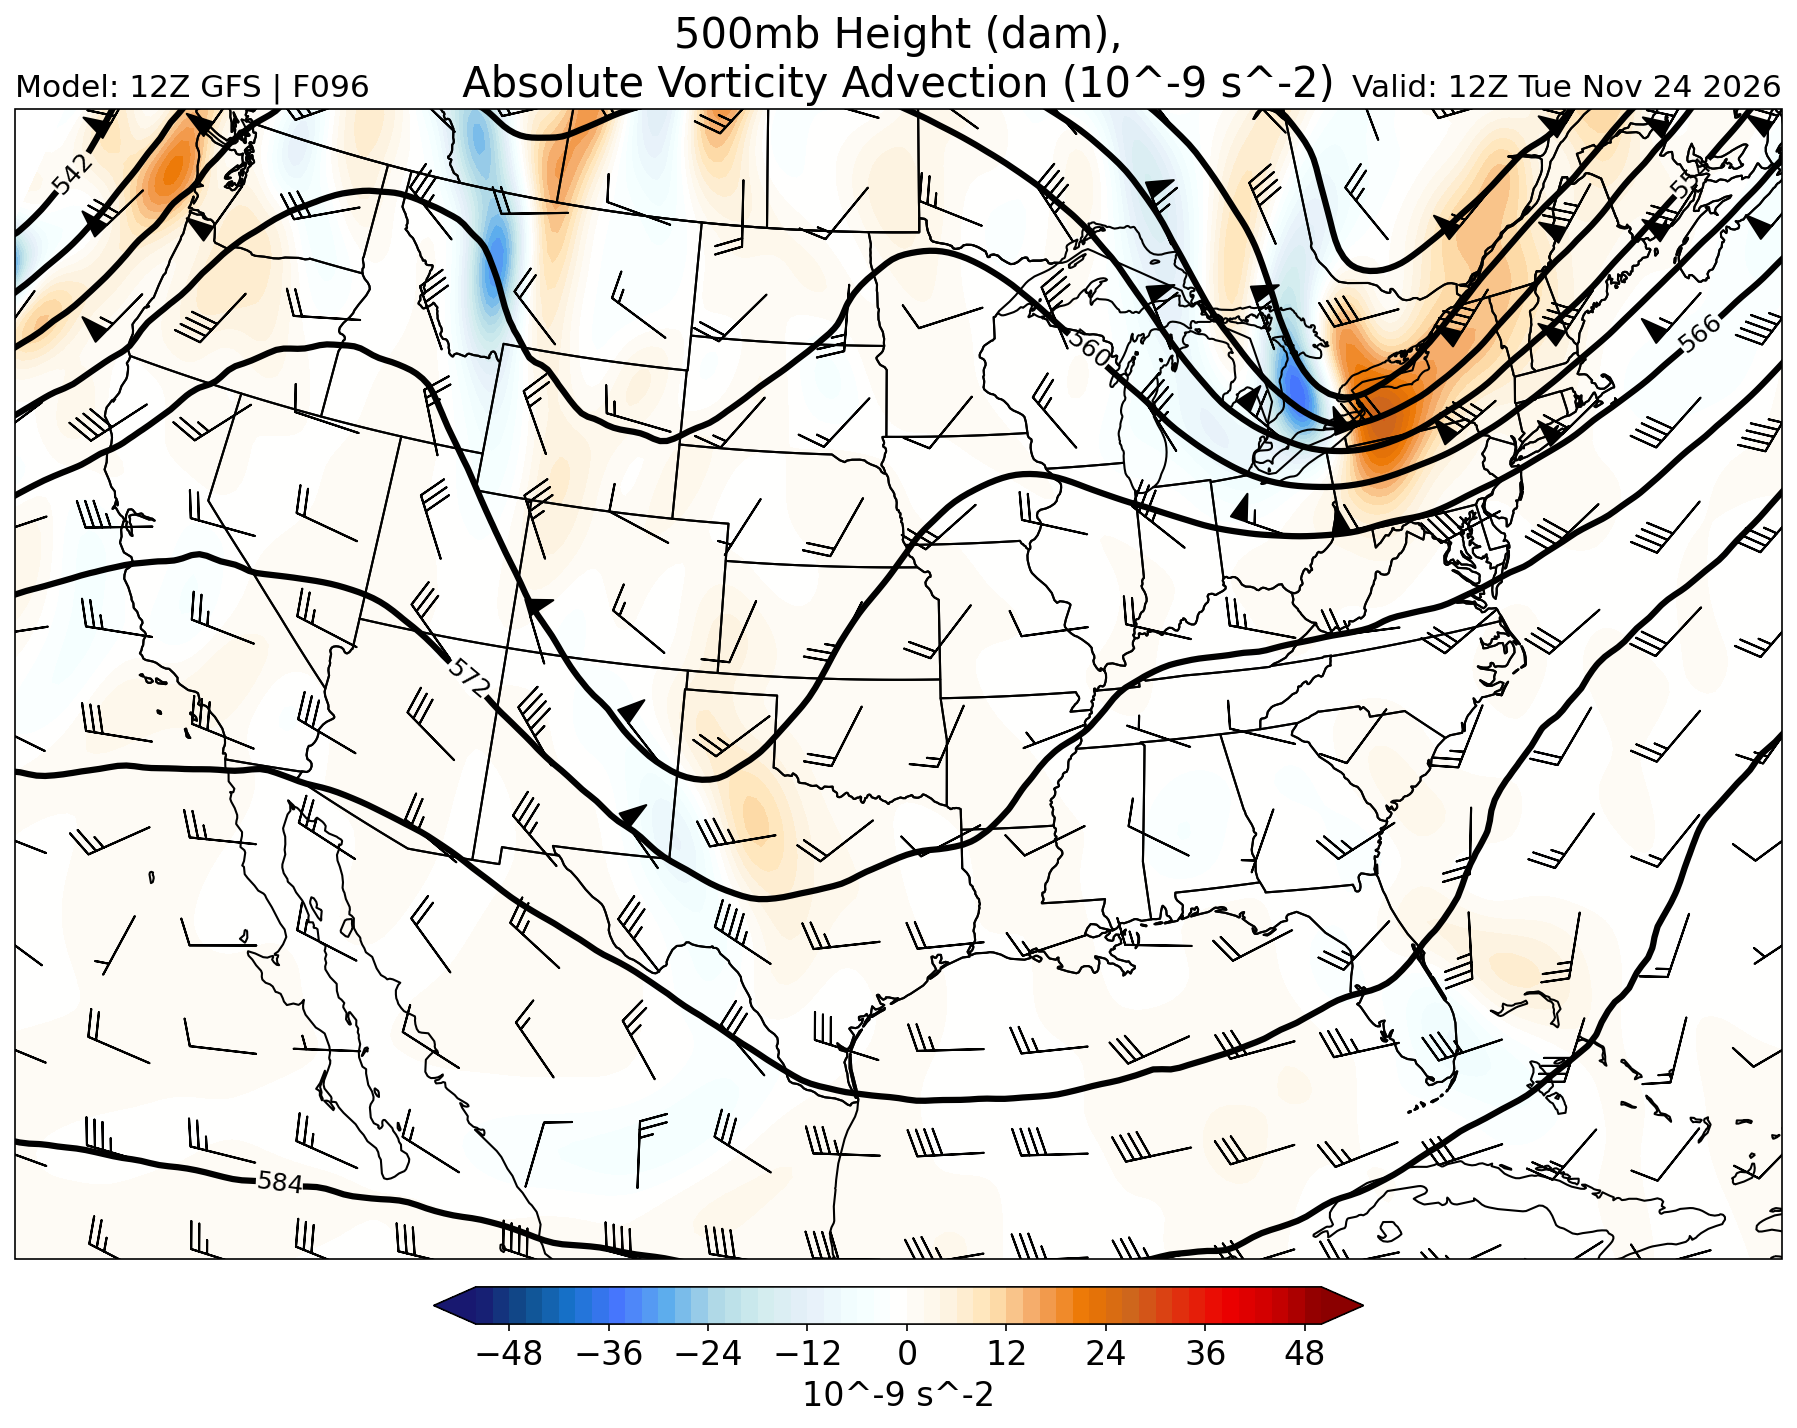 500mb Height (dam),
Model: 12Z GFS | F096
Absolute Vorticity Advection (10^-9 s^-2)
Valid: 12Z Tue Nov 24 2026
542
560
566
572
584
−48 −36 −24 −12 0 12 24 36 48
10^-9 s^-2